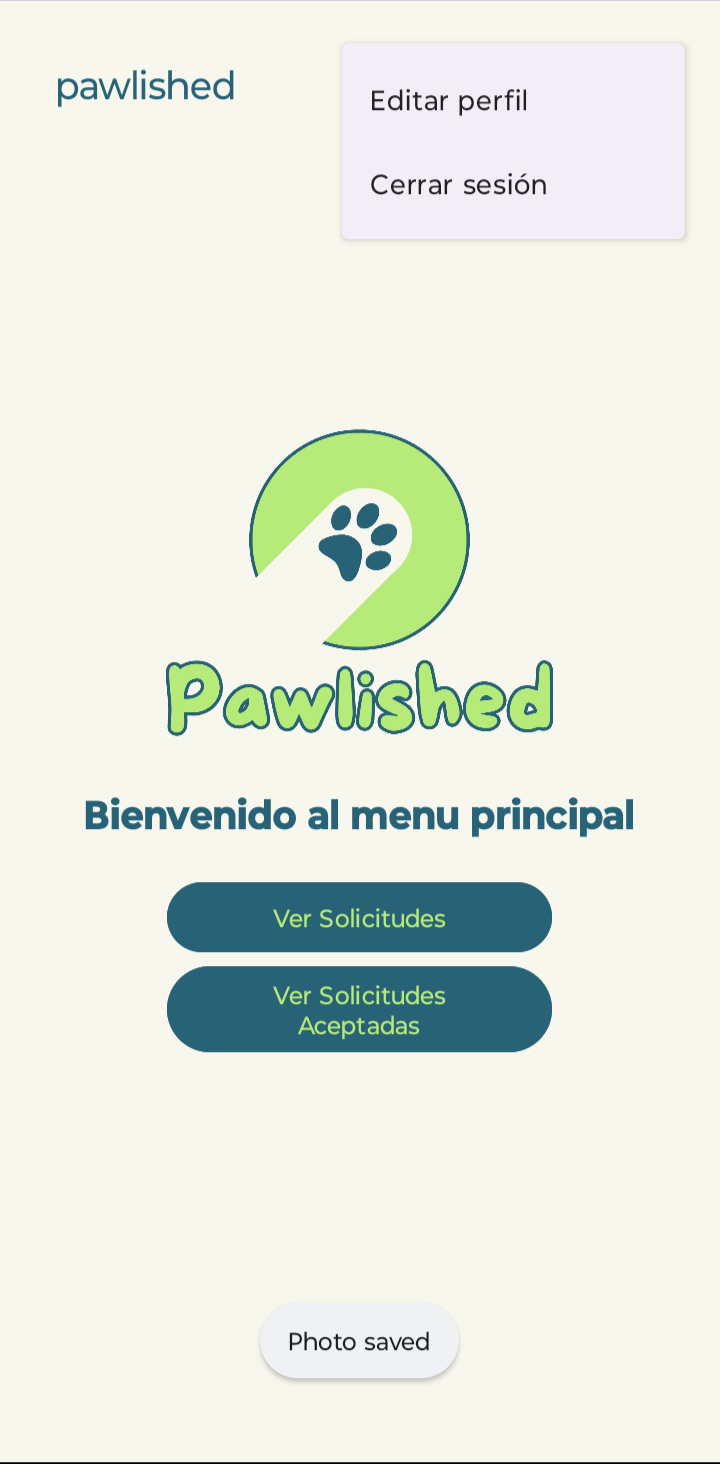 pawlished
Editar perfil
Cerrar sesión
Pawlished
Bienvenido al menu principal
Ver Solicitudes
Ver Solicitudes
Aceptadas
Photo saved